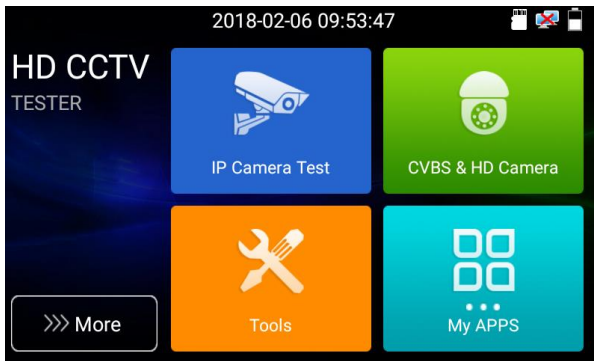 2018-02-06 09:53:47
HD CCTV
TESTER
IP Camera Test
CVBS & HD Camera
Tools
My APPS
>>> More